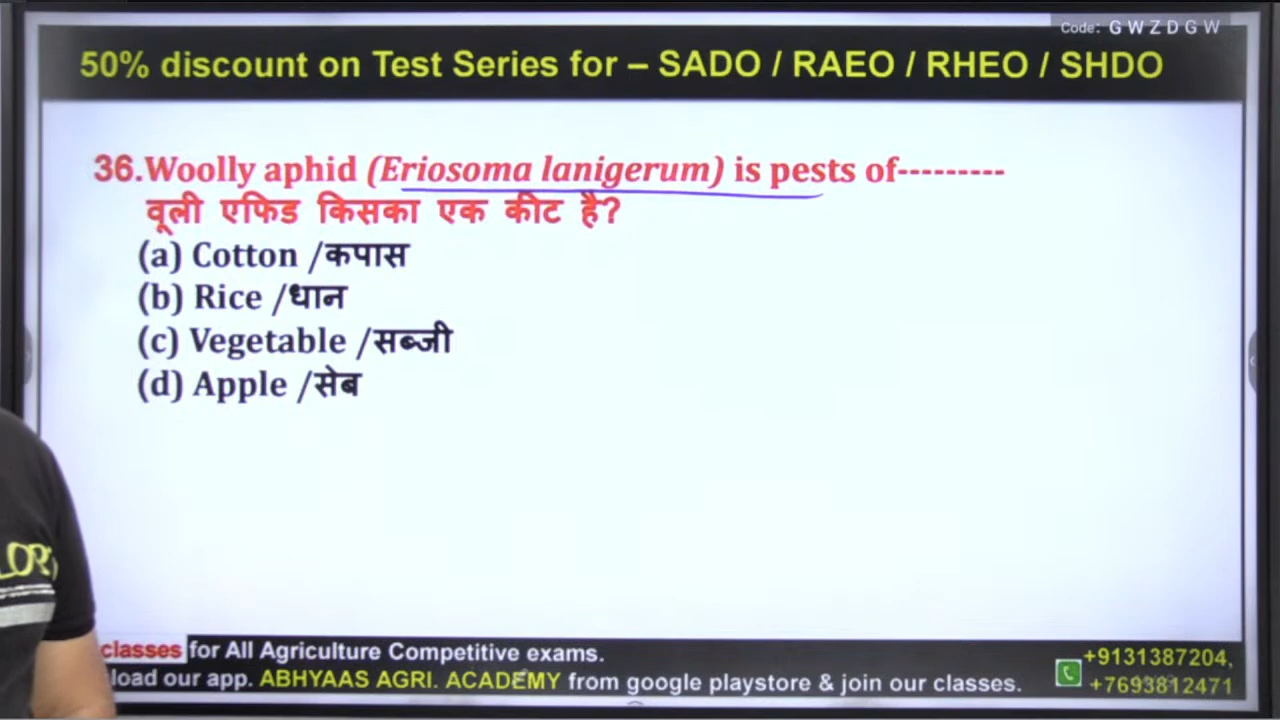 Code: G W Z D G W
50% discount on Test Series for – SADO / RAEO / RHEO / SHDO
36.Woolly aphid (Eriosoma lanigerum) is pests of---------
वूली एफिड किसका एक कीट है?
(a) Cotton /कपास
(b) Rice /धान
(c) Vegetable /सब्जी
(d) Apple /सेब
classes for All Agriculture Competitive exams.
load our app. ABHYAAS AGRI. ACADEMY from google playstore & join our classes.
+9131387204,
+7693812471